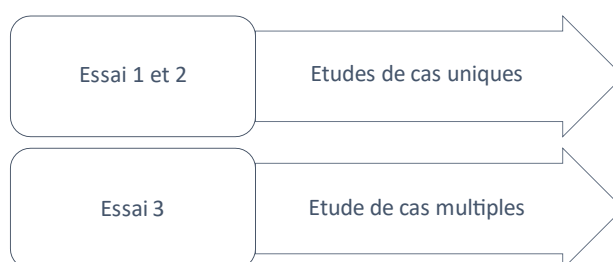 Essai 1 et 2
Etudes de cas uniques
Essai 3
Etude de cas multiples